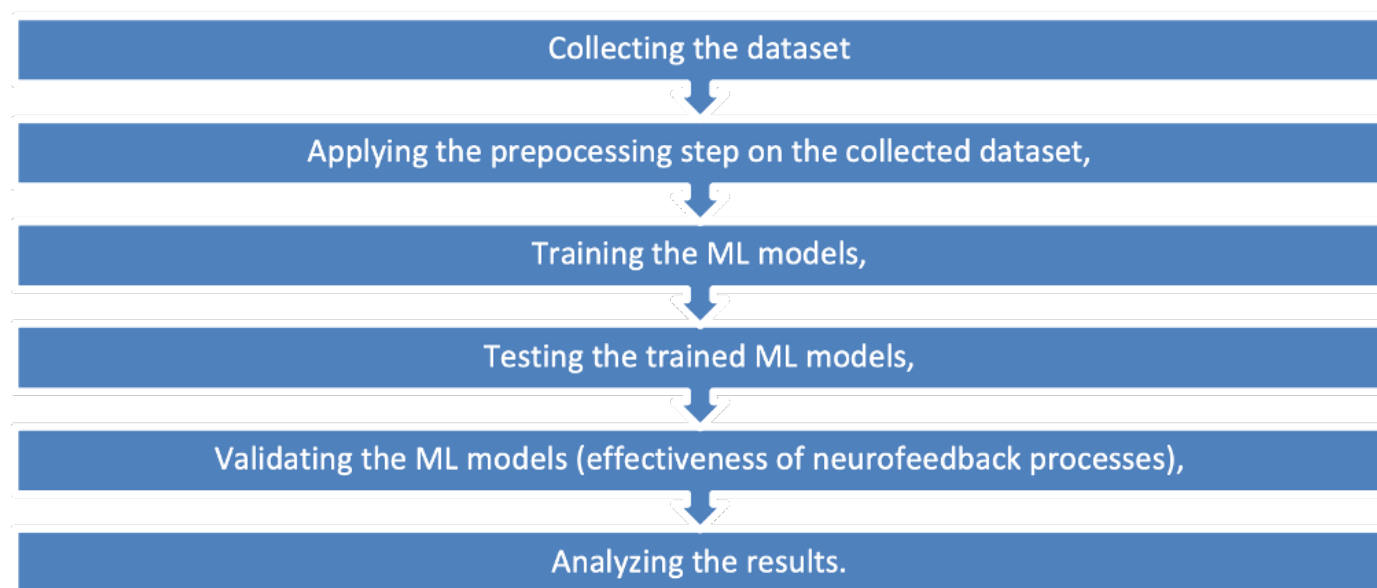 Collecting the dataset
Applying the prepocessing step on the collected dataset,
Training the ML models,
Testing the trained ML models,
Validating the ML models (effectiveness of neurofeedback processes),
Analyzing the results.